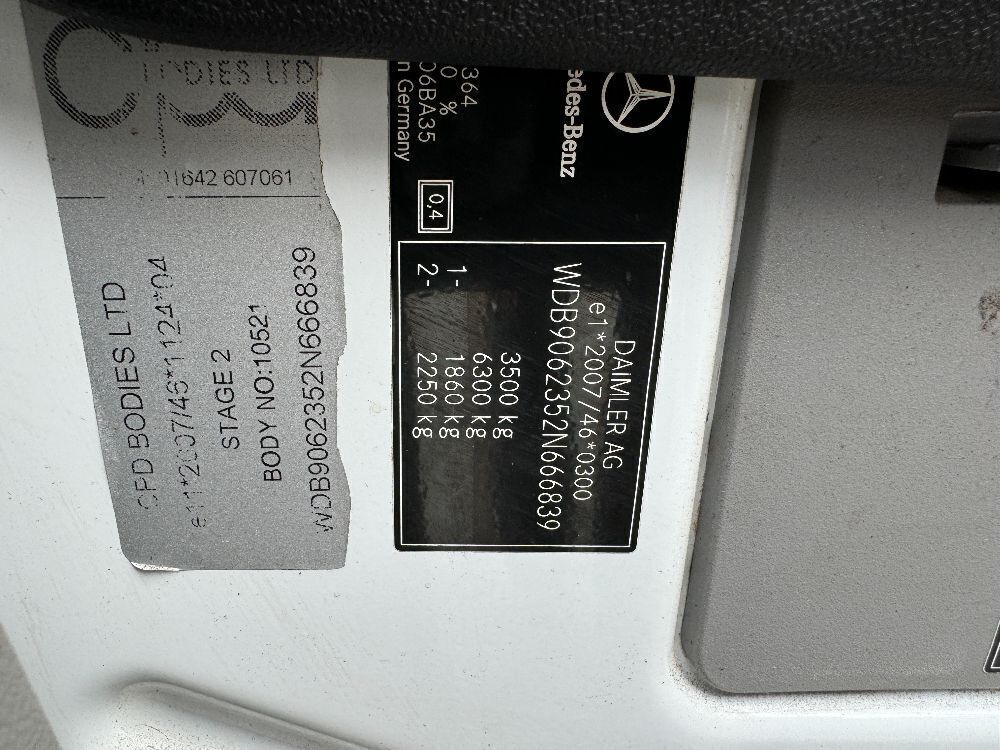 BODIES LTD
01642 607061
CPD BODIES LTD
e11*2007/46*1124*04
STAGE 2
BODY NO:10521
WDB9062352N666839
edes-Benz
364
0 %
06BA35
n Germany
0,4
DAIMLER AG
e1*2007/46*0300
WDB9062352N666839
3500 kg
6300 kg
1- 1860 kg
2- 2250 kg